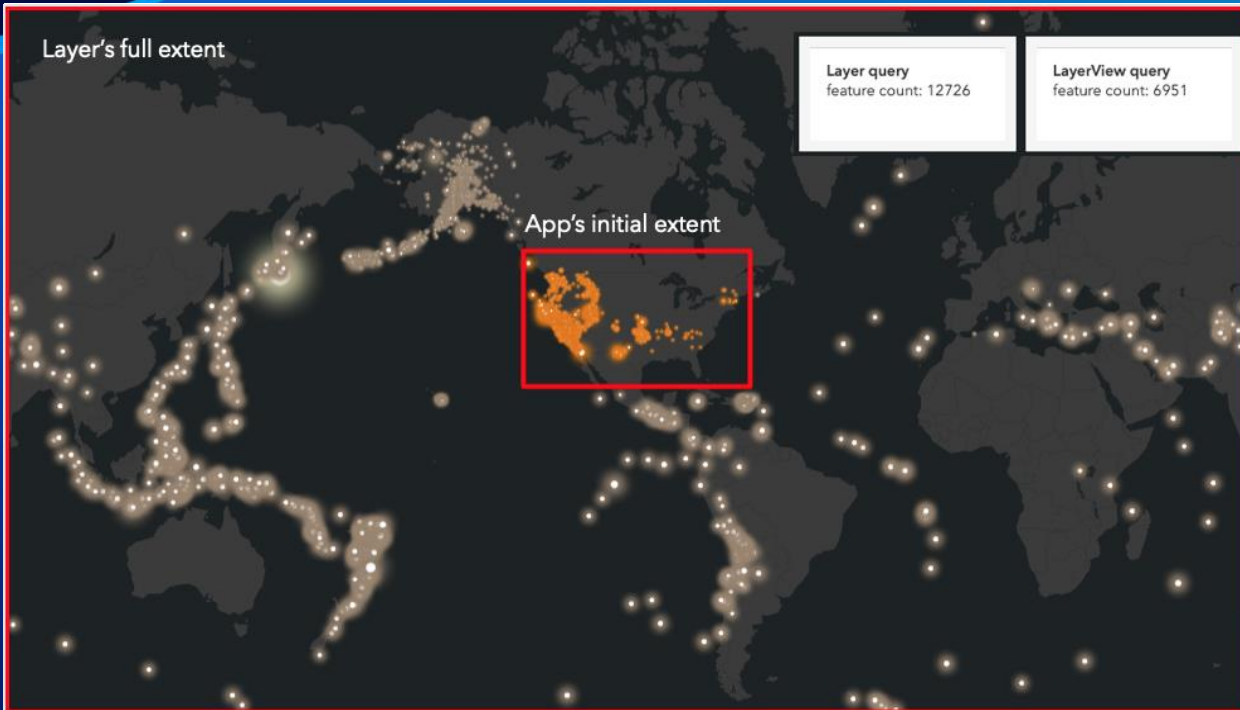 Layer’s full extent
Layer query
feature count: 12726
LayerView query
feature count: 6951
App’s initial extent